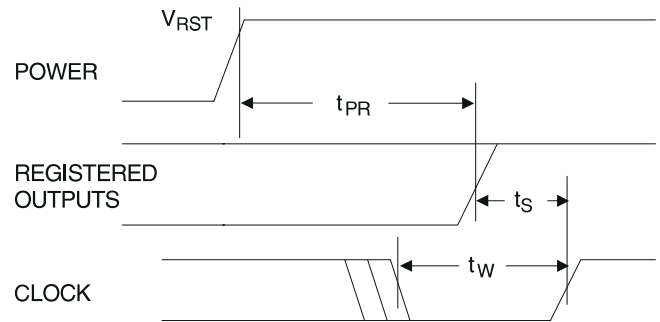 VRST
POWER
tPR
REGISTERED
OUTPUTS
tS
tW
CLOCK